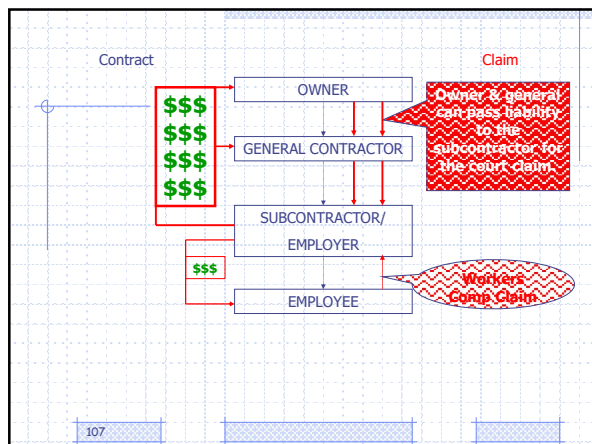 Contract
Claim
OWNER
$$$
$$$
$$$
$$$
Owner & general
can pass liability
to the
subcontractor for
the court claim
GENERAL CONTRACTOR
SUBCONTRACTOR/
EMPLOYER
$$$
EMPLOYEE
Workers
Comp Claim
107